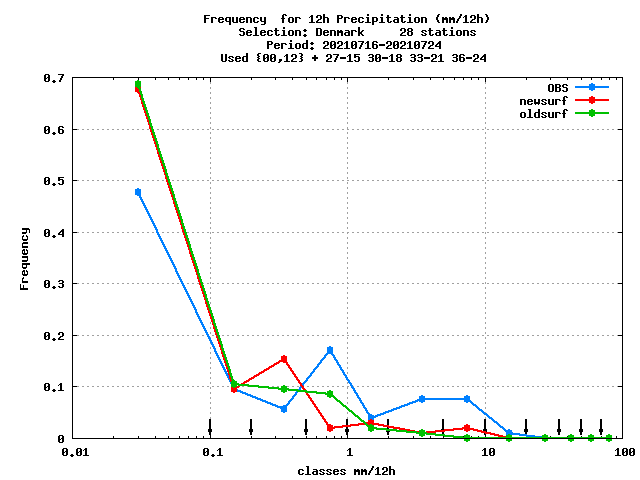 Frequency  for 12h Precipitation (mm/12h)
Selection: Denmark     28 stations
Period: 20210716-20210724
Used {00,12} + 27-15 30-18 33-21 36-24
OBS
newsurf
oldsurf
Frequency
0.7
0.6
0.5
0.4
0.3
0.2
0.1
0
0.01 0.1 1 10 100
classes mm/12h